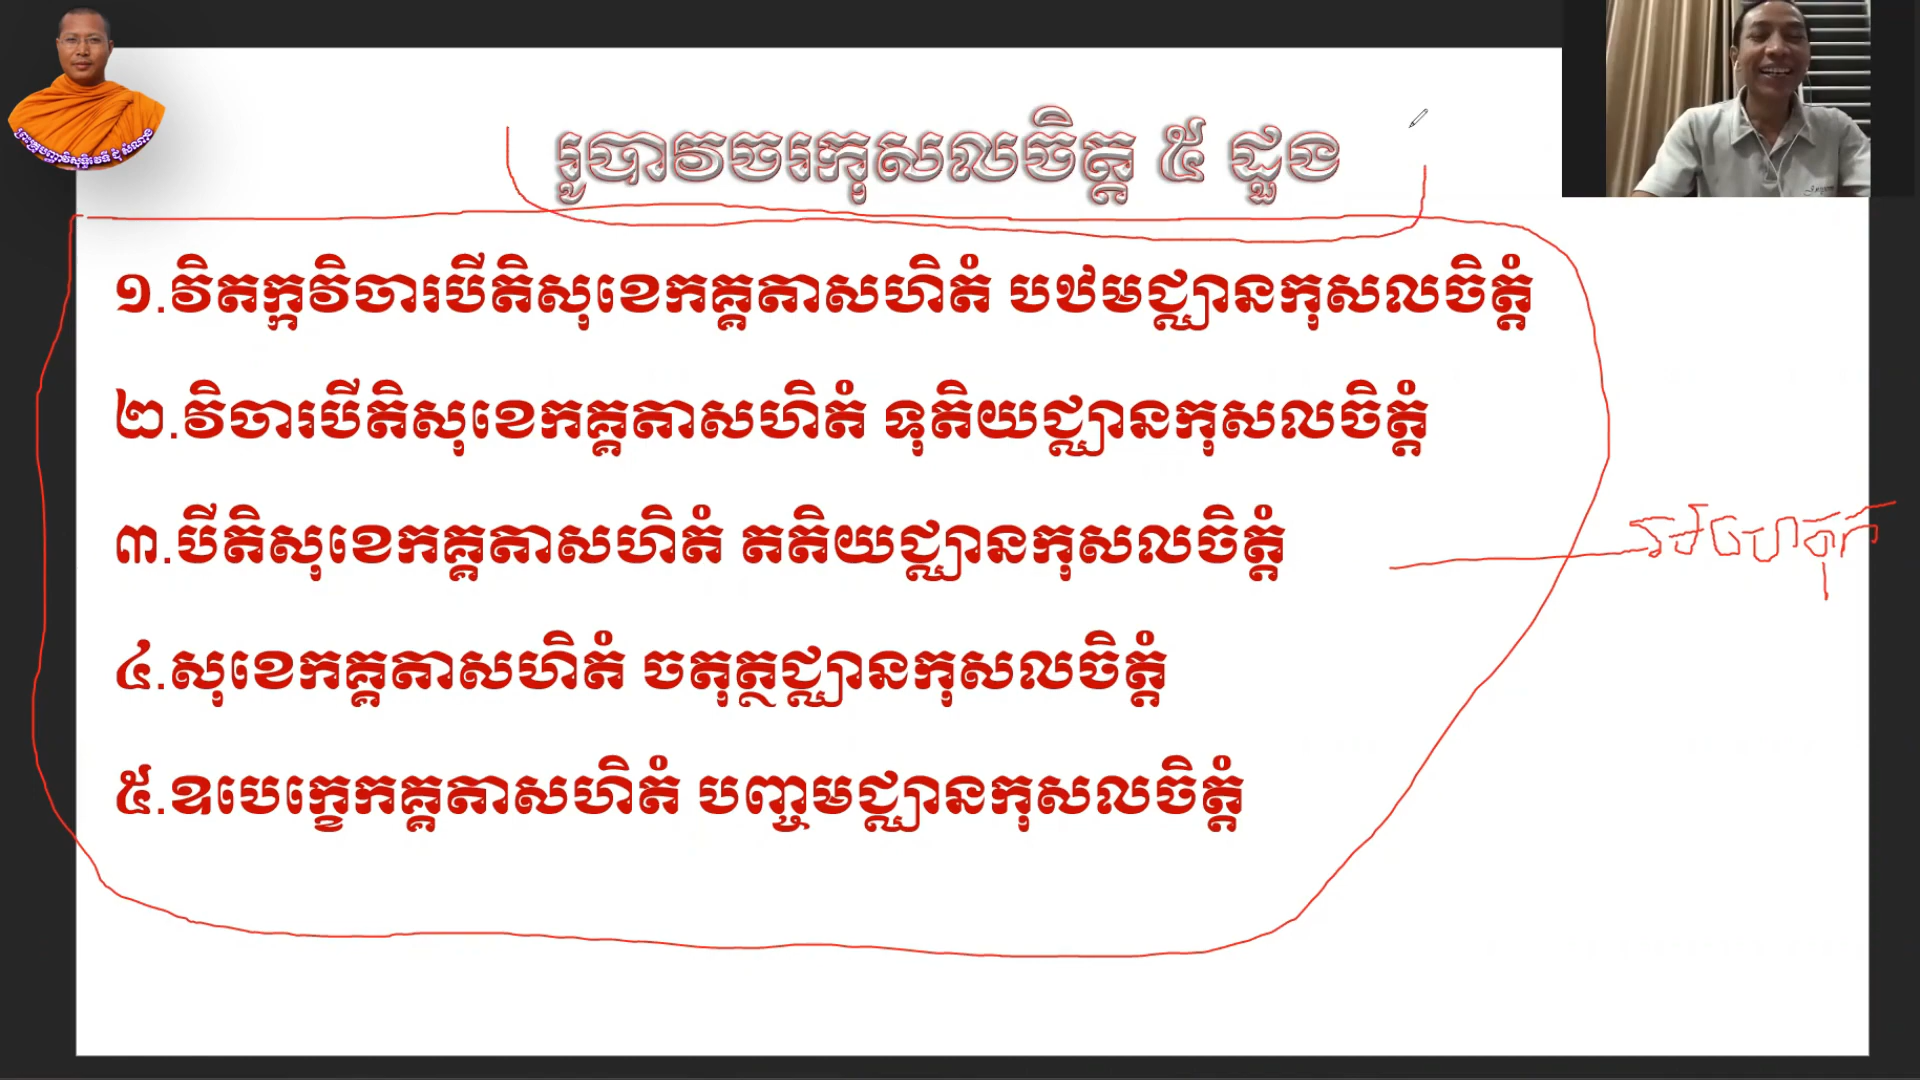 រូបាវចរកុសលចិត្ត ៥ ដួង
១.វិតក្កវិចារបីតិសុខេកគ្គតាសហិតំ បឋមជ្ឈានកុសលចិត្តំ
២.វិចារបីតិសុខេកគ្គតាសហិតំ ទុតិយជ្ឈានកុសលចិត្តំ
៣.បីតិសុខេកគ្គតាសហិតំ តតិយជ្ឈានកុសលចិត្តំ
៤.សុខេកគ្គតាសហិតំ ចតុត្ថជ្ឈានកុសលចិត្តំ
៥.ឧបេក្ខេកគ្គតាសហិតំ បញ្ចមជ្ឈានកុសលចិត្តំ